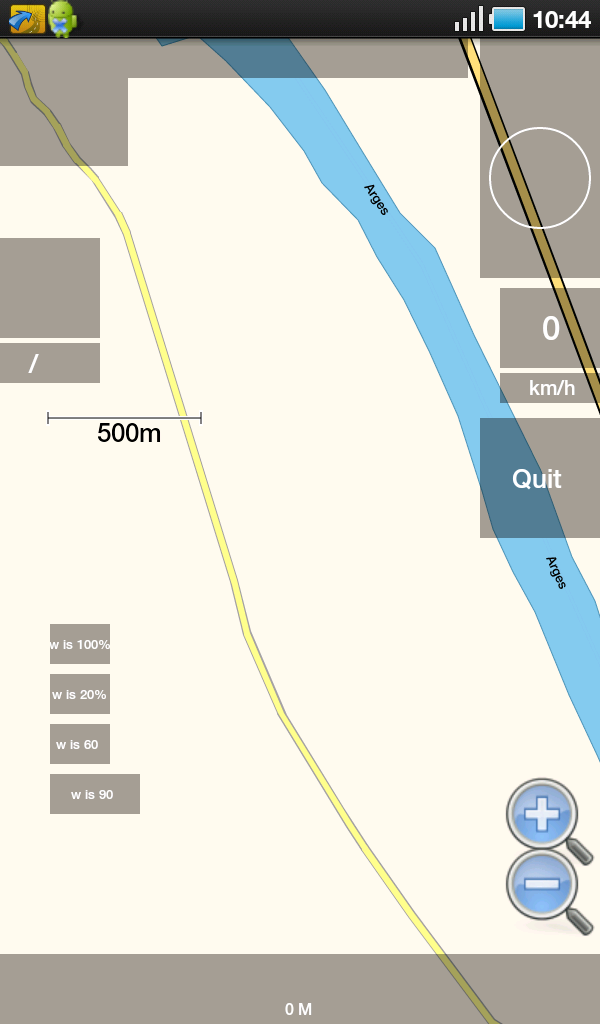 10:44
Arges
0
/
km/h
500m
Quit
Arges
w is 100%
w is 20%
w is 60
w is 90
0 M